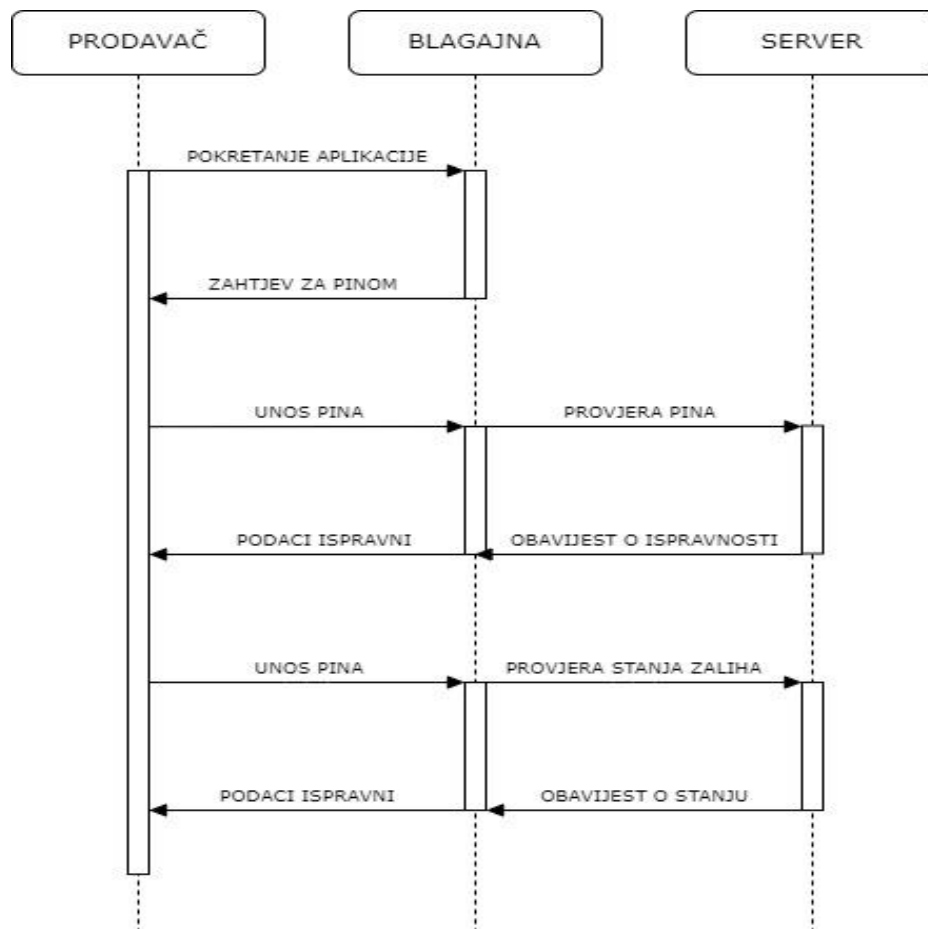 PRODAVAČ
BLAGAJNA
SERVER
POKRETANJE APLIKACIJE
ZAHTJEV ZA PINOM
UNOS PINA
PROVJERA PINA
PODACI ISPRAVNI
OBAVIJEST O ISPRAVNOSTI
UNOS PINA
PROVJERA STANJA ZALIHA
PODACI ISPRAVNI
OBAVIJEST O STANJU